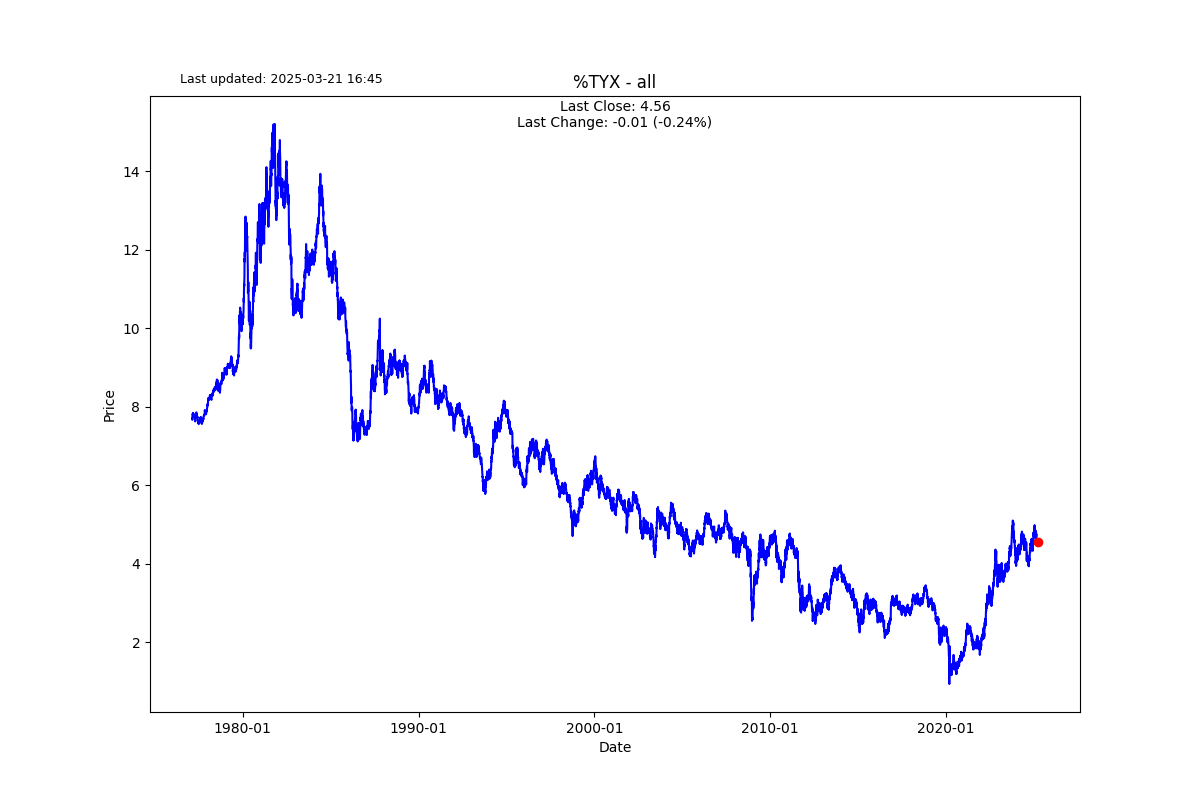 Last updated: 2025-03-21 16:45
%TYX - all
Last Close: 4.56
Last Change: -0.01 (-0.24%)
14
12
10
8
6
4
2
Price
1980-01
1990-01
2000-01
2010-01
2020-01
Date